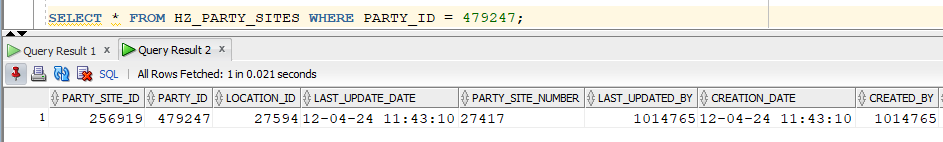 SELECT * FROM HZ_PARTY_SITES WHERE PARTY_ID = 479247;
Query Result 1 x Query Result 2 x
SQL | All Rows Fetched: 1 in 0.021 seconds
PARTY_SITE_ID PARTY_ID LOCATION_ID LAST_UPDATE_DATE PARTY_SITE_NUMBER LAST_UPDATED_BY CREATION_DATE CREATED_BY
1 256919 479247 27594 12-04-24 11:43:10 27417 1014765 12-04-24 11:43:10 1014765